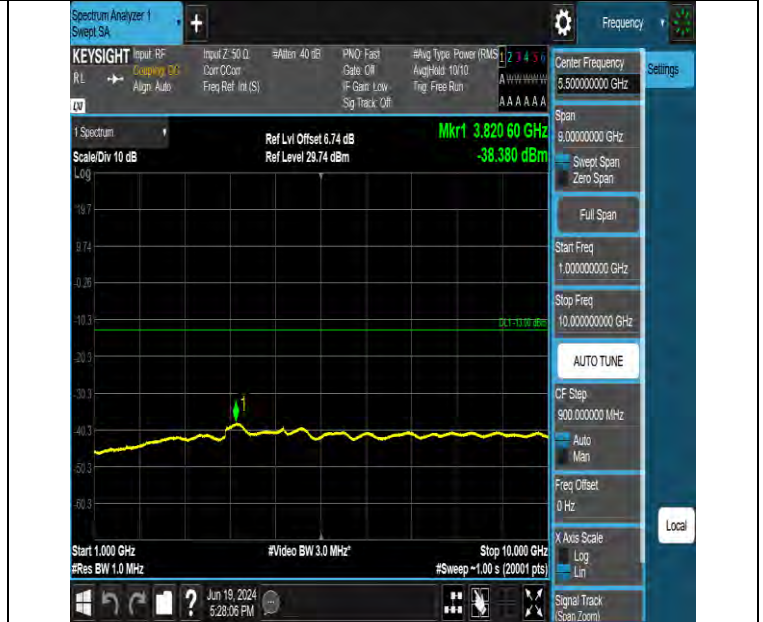 Spectrum Analyzer 1
Swept SA
+
Frequency
KEYSIGHT
RL
Input: RF
Coupling: DC
Align: Auto
Input Z: 50 Ω
Corr CCorr
Freq Ref: Int (S)
#Atten: 40 dB
PNO: Fast
Gate: Off
IF Gain: Low
Sig Track: Off
#Avg Type: Power (RMS
Avg|Hold: 10/10
Trig: Free Run
1 2 3 4 5 6
A W W W W W
A A A A A A
LXI
1 Spectrum
Scale/Div 10 dB
Log
Ref Lvl Offset 6.74 dB
Ref Level 29.74 dBm
Mkr1 3.820 60 GHz
-38.380 dBm
19.7
9.74
-0.26
-10.3
DL1 -13.00 dBm
-20.3
-30.3
1
-40.3
-50.3
-60.3
Start 1.000 GHz
#Res BW 1.0 MHz
#Video BW 3.0 MHz*
Stop 10.000 GHz
#Sweep ~1.00 s (20001 pts)
Center Frequency
5.500000000 GHz
Settings
Span
9.00000000 GHz
Swept Span
Zero Span
Full Span
Start Freq
1.000000000 GHz
Stop Freq
10.000000000 GHz
AUTO TUNE
CF Step
900.000000 MHz
Auto
Man
Freq Offset
0 Hz
X Axis Scale
Log
Lin
Local
Signal Track
(Span Zoom)
?
Jun 19, 2024
5:28:06 PM